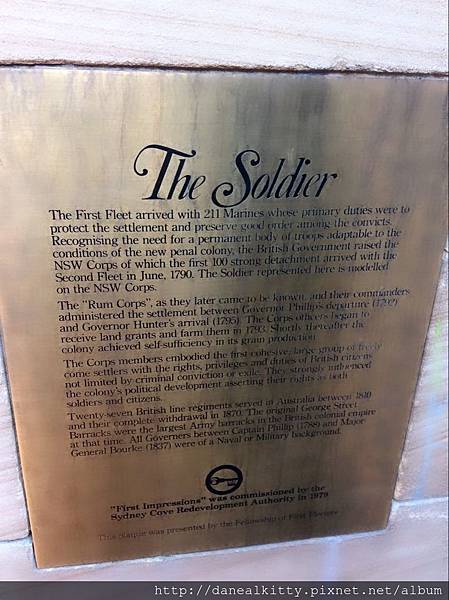 The Soldier
The First Fleet arrived with 211 Marines whose primary duties were to
protect the settlement and preserve good order among the convicts.
Recognising the need for a permanent body of troops adaptable to the
conditions of the new penal colony, the British Government raised the
NSW Corps of which the first 100 strong detachment arrived with the
Second Fleet in June, 1790. The Soldier represented here is modelled
on the NSW Corps.
The "Rum Corps", as they later came to be known, and their commanders
administered the settlement between Governor Phillip's departure (1792)
and Governor Hunter's arrival (1795). The Corps officers began to
receive land grants and farm them in 1793. Shortly thereafter the
colony achieved self-sufficiency in its grain production.
The Corps members embodied the first cohesive, large group of freely
come settlers with the rights, privileges and duties of British citizens
not limited by criminal conviction or exile. They strongly influenced
the colony's political development asserting their rights as both
soldiers and citizens.
Twenty-seven British line regiments served in Australia between 1810
and their complete withdrawal in 1870. The original George Street
Barracks were the largest Army barracks in the British colonial empire
at that time. All Governers between Captain Phillip (1788) and Major
General Bourke (1837) were of a Naval or Military background.
"First Impressions" was commissioned by the
Sydney Cove Redevelopment Authority in 1979
This plaque was presented by the Fellowship of First Fleeters
http://danealkitty.pixnet.net/album